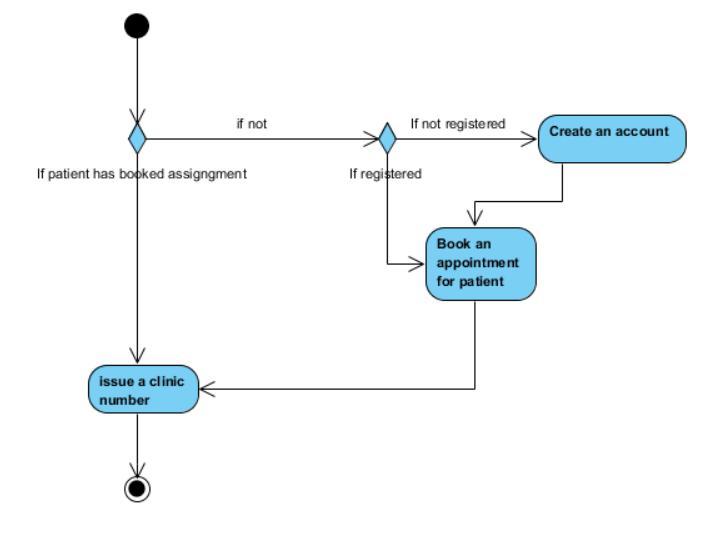 if not
If not registered
Create an account
If patient has booked assigngment
If registered
Book an
appointment
for patient
issue a clinic
number